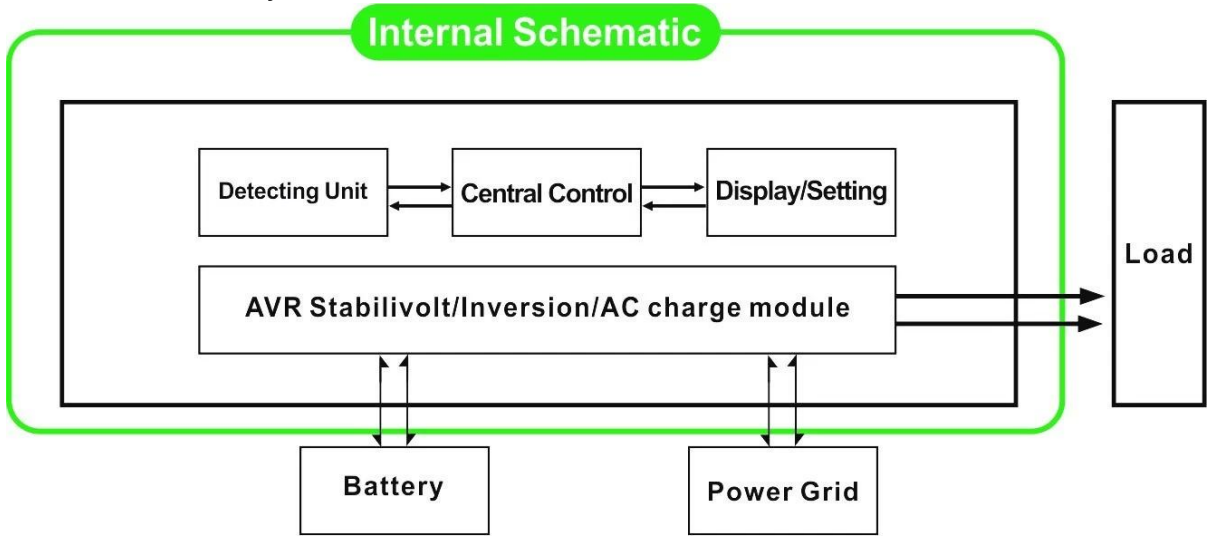 Internal Schematic
Detecting Unit
Central Control
Display/Setting
Load
AVR Stabilivolt/Inversion/AC charge module
Battery
Power Grid